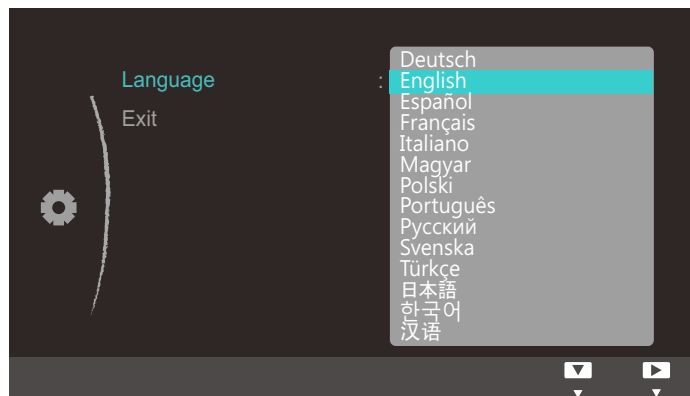 Language : 
Exit
Deutsch
English
Español
Français
Italiano
Magyar
Polski
Português
Русский
Svenska
Türkçe
日本語
한국어
汉语